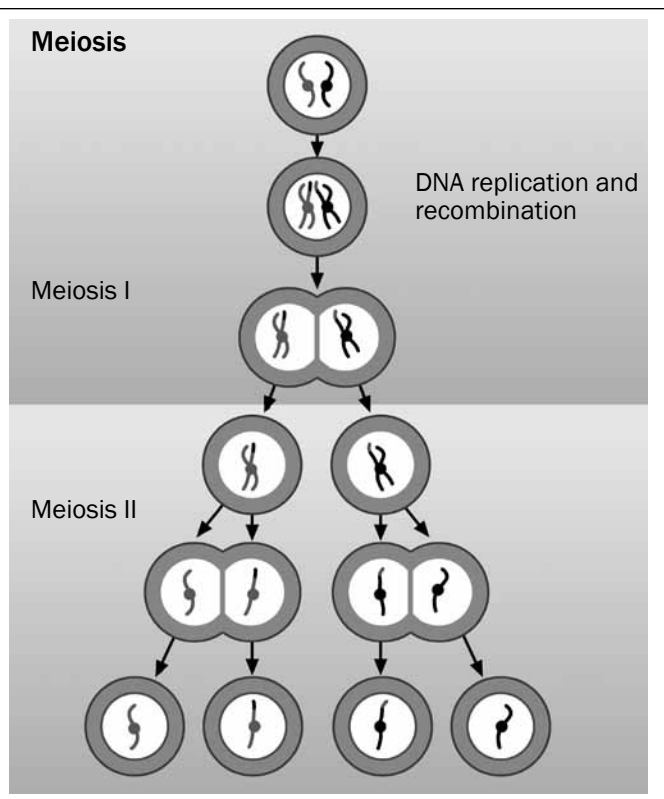 Meiosis
DNA replication and
recombination
Meiosis I
Meiosis II